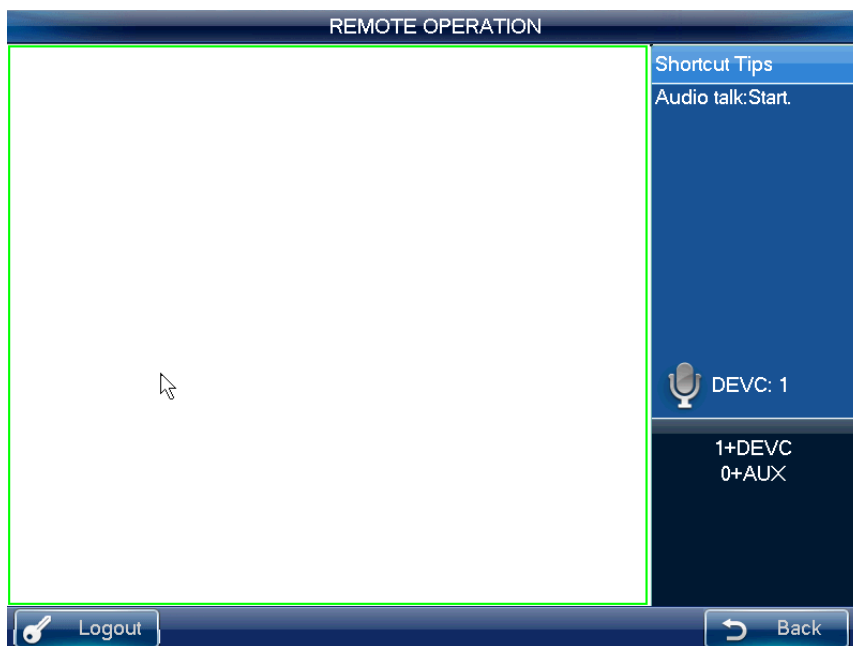 REMOTE OPERATION
Shortcut Tips
Audio talk:Start.
DEVC: 1
1+DEVC
0+AUX
Logout
Back